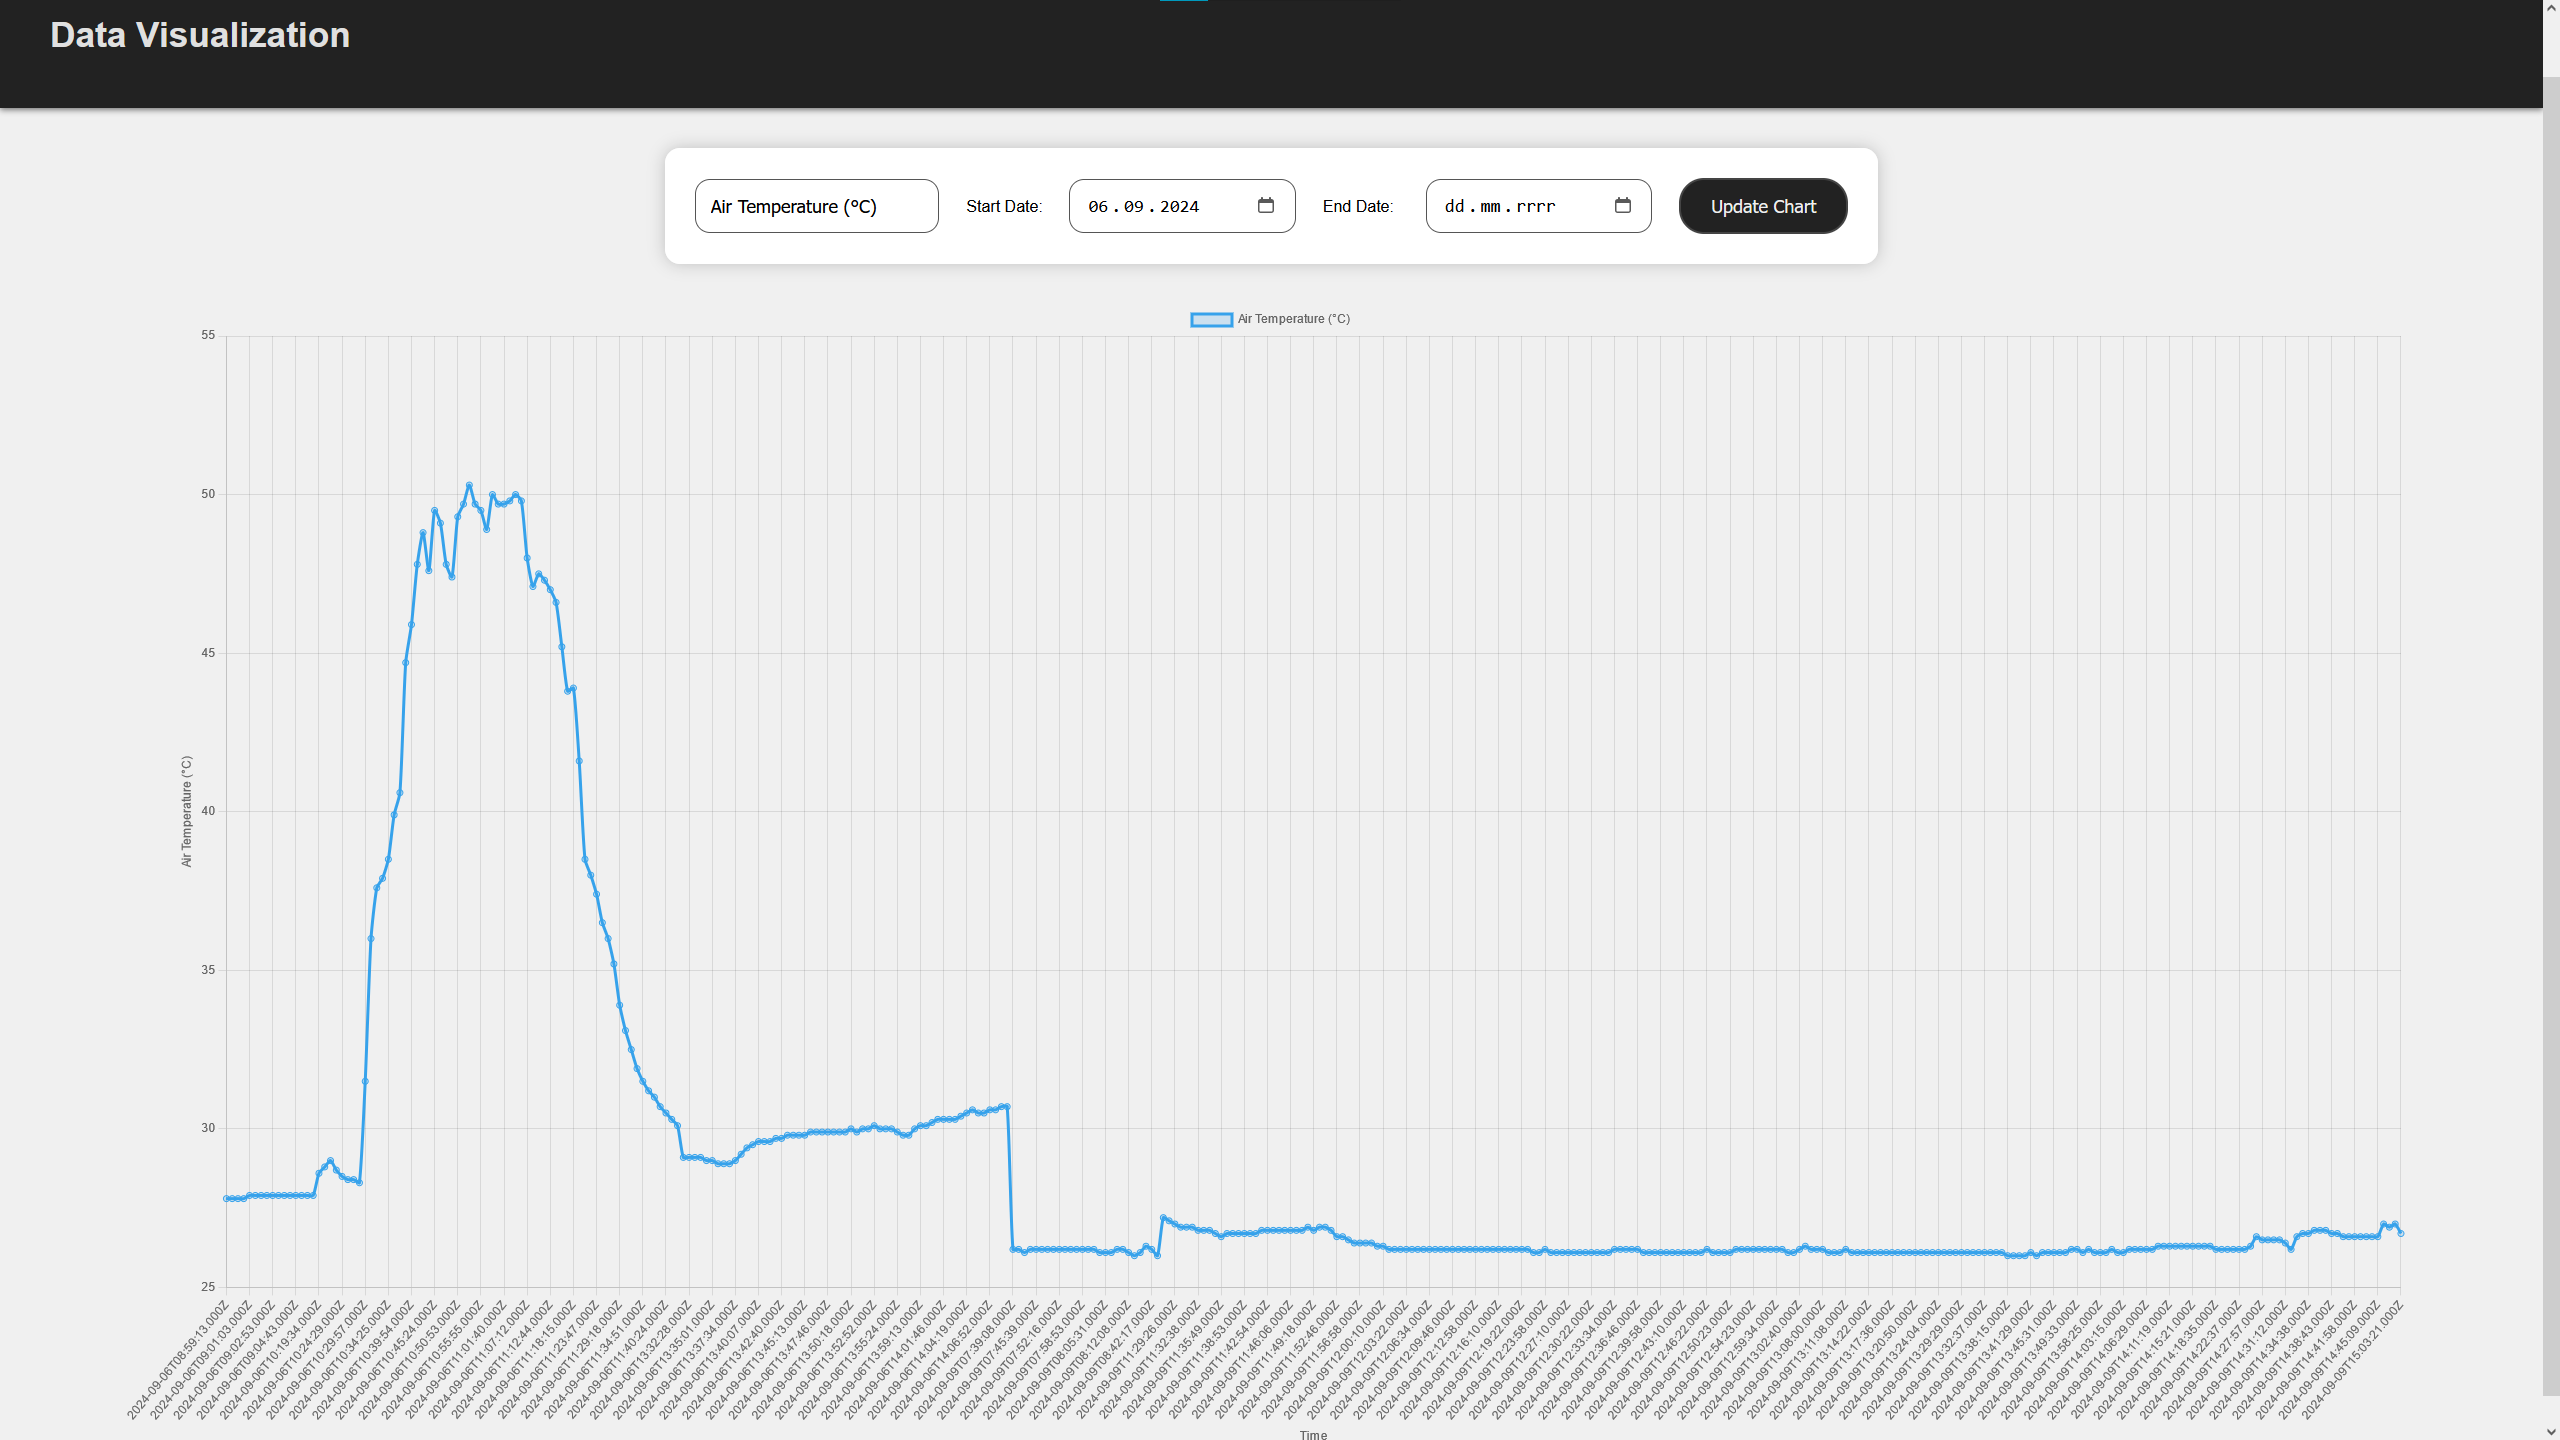 Data Visualization
Air Temperature (°C)
Start Date:
06.09.2024
End Date:
dd.mm.rrrr
Update Chart
Air Temperature (°C)
55
50
45
40
35
30
25
Air Temperature (°C)
2024-09-06T08:59:13.000Z
2024-09-06T09:01:03.000Z
2024-09-06T09:02:53.000Z
2024-09-06T09:04:43.000Z
2024-09-06T10:19:34.000Z
2024-09-06T10:24:29.000Z
2024-09-06T10:29:57.000Z
2024-09-06T10:34:25.000Z
2024-09-06T10:39:54.000Z
2024-09-06T10:45:24.000Z
2024-09-06T10:50:53.000Z
2024-09-06T10:55:55.000Z
2024-09-06T11:01:40.000Z
2024-09-06T11:07:12.000Z
2024-09-06T11:12:44.000Z
2024-09-06T11:18:15.000Z
2024-09-06T11:23:47.000Z
2024-09-06T11:29:18.000Z
2024-09-06T11:34:51.000Z
2024-09-06T11:40:24.000Z
2024-09-06T13:32:28.000Z
2024-09-06T13:35:01.000Z
2024-09-06T13:37:34.000Z
2024-09-06T13:40:07.000Z
2024-09-06T13:42:40.000Z
2024-09-06T13:45:13.000Z
2024-09-06T13:47:46.000Z
2024-09-06T13:50:18.000Z
2024-09-06T13:52:52.000Z
2024-09-06T13:55:24.000Z
2024-09-06T13:59:13.000Z
2024-09-06T14:01:46.000Z
2024-09-06T14:04:19.000Z
2024-09-06T14:06:52.000Z
2024-09-09T07:39:08.000Z
2024-09-09T07:45:39.000Z
2024-09-09T07:52:16.000Z
2024-09-09T07:58:53.000Z
2024-09-09T08:05:31.000Z
2024-09-09T08:12:08.000Z
2024-09-09T08:42:17.000Z
2024-09-09T11:29:26.000Z
2024-09-09T11:32:38.000Z
2024-09-09T11:35:49.000Z
2024-09-09T11:38:53.000Z
2024-09-09T11:42:54.000Z
2024-09-09T11:46:06.000Z
2024-09-09T11:49:18.000Z
2024-09-09T11:52:46.000Z
2024-09-09T11:56:58.000Z
2024-09-09T12:00:10.000Z
2024-09-09T12:03:22.000Z
2024-09-09T12:06:34.000Z
2024-09-09T12:09:46.000Z
2024-09-09T12:12:58.000Z
2024-09-09T12:16:10.000Z
2024-09-09T12:19:22.000Z
2024-09-09T12:23:58.000Z
2024-09-09T12:27:10.000Z
2024-09-09T12:30:22.000Z
2024-09-09T12:33:34.000Z
2024-09-09T12:36:46.000Z
2024-09-09T12:39:58.000Z
2024-09-09T12:43:10.000Z
2024-09-09T12:46:22.000Z
2024-09-09T12:50:23.000Z
2024-09-09T12:54:23.000Z
2024-09-09T12:59:34.000Z
2024-09-09T13:02:40.000Z
2024-09-09T13:08:00.000Z
2024-09-09T13:11:08.000Z
2024-09-09T13:14:22.000Z
2024-09-09T13:17:36.000Z
2024-09-09T13:20:50.000Z
2024-09-09T13:24:04.000Z
2024-09-09T13:29:29.000Z
2024-09-09T13:32:37.000Z
2024-09-09T13:38:15.000Z
2024-09-09T13:41:29.000Z
2024-09-09T13:45:31.000Z
2024-09-09T13:49:33.000Z
2024-09-09T13:58:25.000Z
2024-09-09T14:03:15.000Z
2024-09-09T14:06:29.000Z
2024-09-09T14:11:19.000Z
2024-09-09T14:15:21.000Z
2024-09-09T14:18:35.000Z
2024-09-09T14:22:37.000Z
2024-09-09T14:27:57.000Z
2024-09-09T14:31:12.000Z
2024-09-09T14:34:38.000Z
2024-09-09T14:38:43.000Z
2024-09-09T14:41:58.000Z
2024-09-09T14:45:09.000Z
2024-09-09T15:03:21.000Z
Time